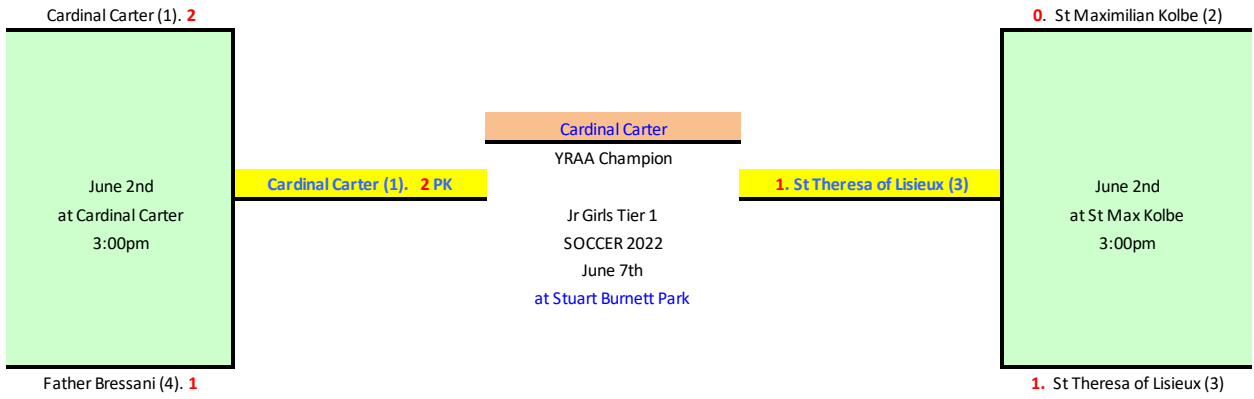 Cardinal Carter (1). 2
0. St Maximilian Kolbe (2)
Cardinal Carter
YRAA Champion
June 2nd
at Cardinal Carter
3:00pm
Cardinal Carter (1). 2 PK
1. St Theresa of Lisieux (3)
June 2nd
at St Max Kolbe
3:00pm
Jr Girls Tier 1
SOCCER 2022
June 7th
at Stuart Burnett Park
Father Bressani (4). 1
1. St Theresa of Lisieux (3)